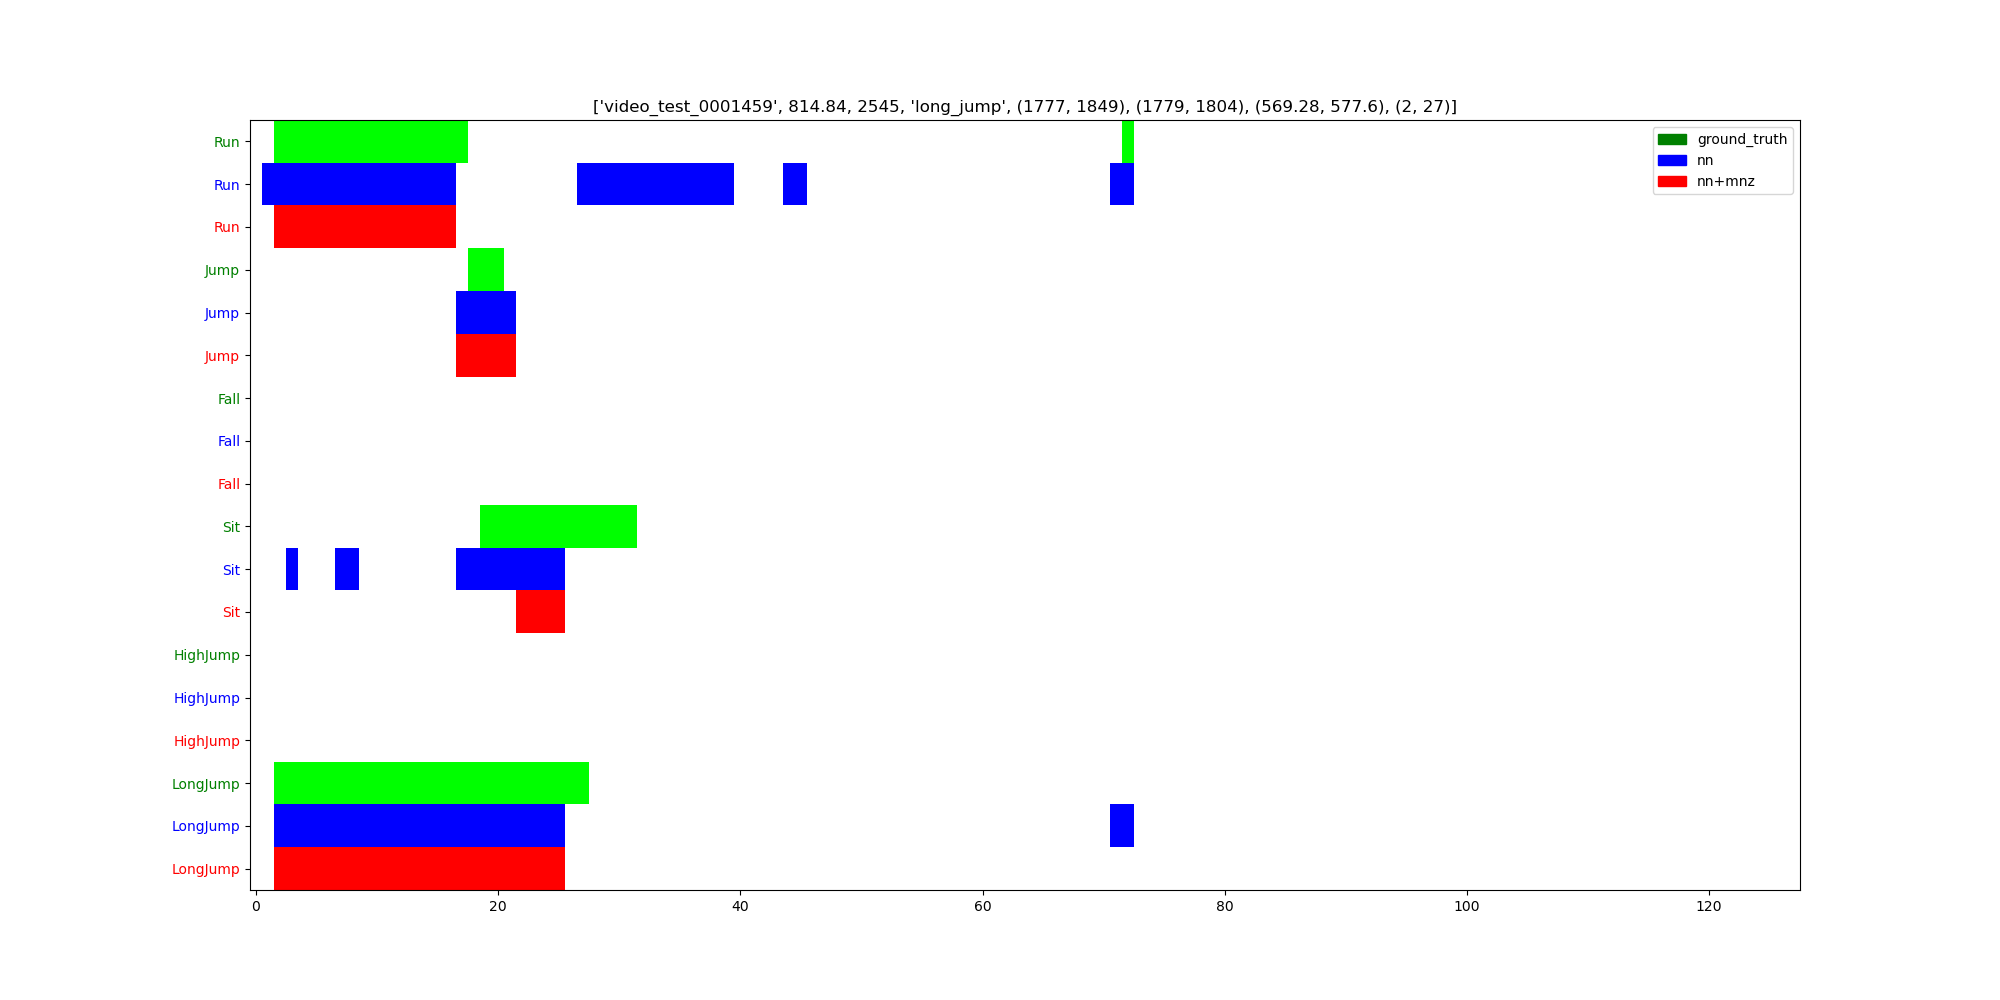 ['video_test_0001459', 814.84, 2545, 'long_jump', (1777, 1849), (1779, 1804), (569.28, 577.6), (2, 27)]
Run
Run
Run
Jump
Jump
Jump
Fall
Fall
Fall
Sit
Sit
Sit
HighJump
HighJump
HighJump
LongJump
LongJump
LongJump
ground_truth
nn
nn+mnz
0 20 40 60 80 100 120